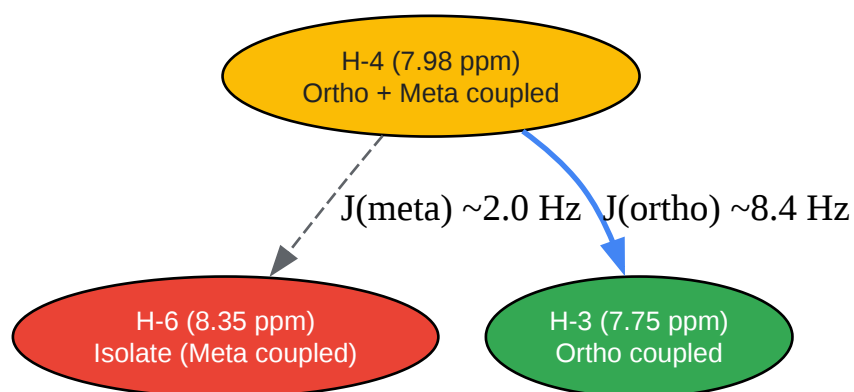 H-4 (7.98 ppm)
Ortho + Meta coupled
J(meta) ~2.0 Hz
J(ortho) ~8.4 Hz
H-6 (8.35 ppm)
Isolate (Meta coupled)
H-3 (7.75 ppm)
Ortho coupled